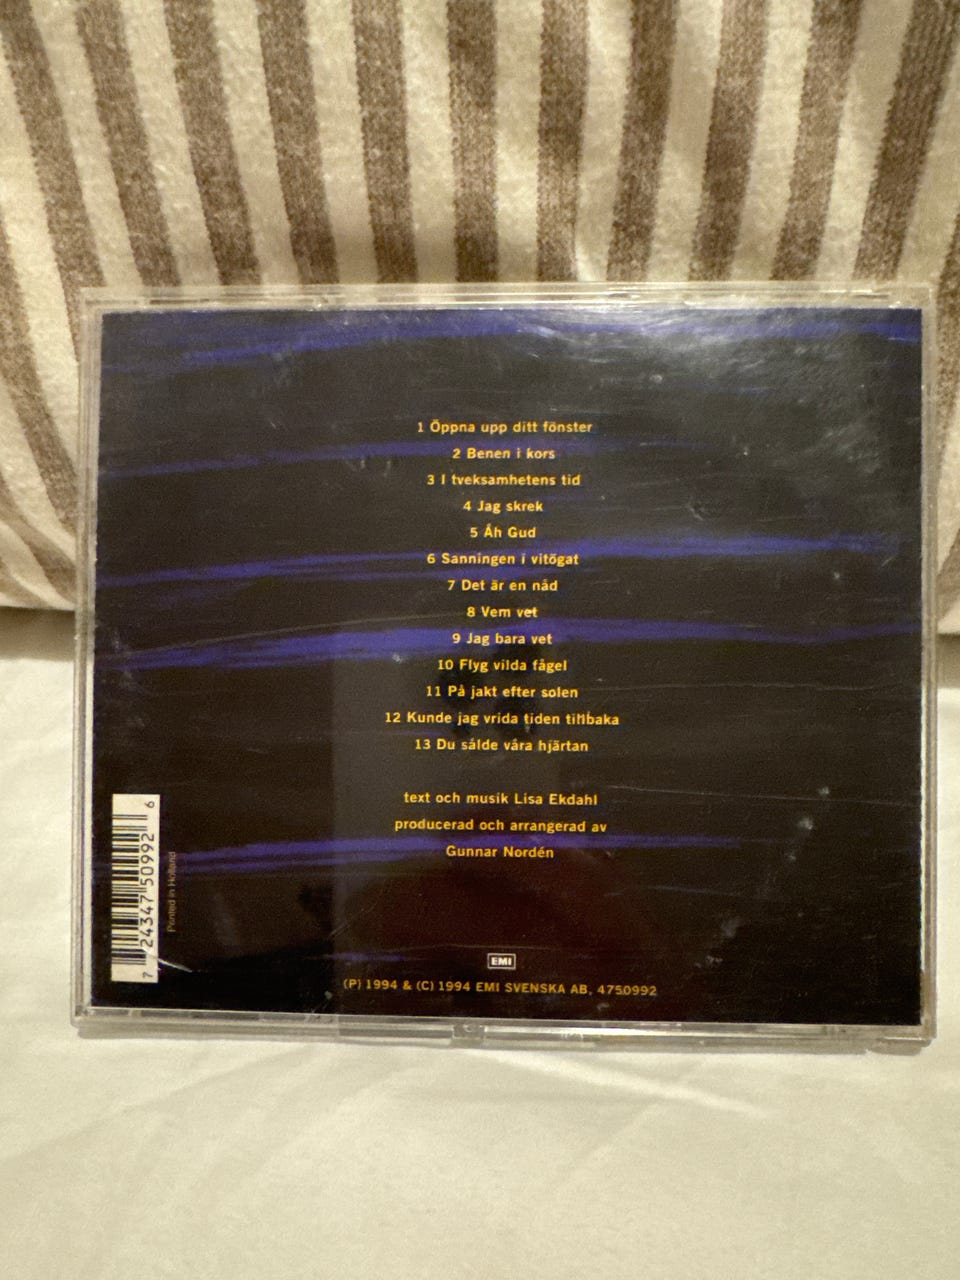 1 Öppna upp ditt fönster
2 Benen i kors
3 I tveksamhetens tid
4 Jag skrek
5 Åh Gud
6 Sanningen i vitögat
7 Det är en nåd
8 Vem vet
9 Jag bara vet
10 Flyg vilda fågel
11 På jakt efter solen
12 Kunde jag vrida tiden tillbaka
13 Du sålde våra hjärtan
text och musik Lisa Ekdahl
producerad och arrangerad av
Gunnar Nordén
7 24347 50992 6
Printed in Holland
EMI
(P) 1994 & (C) 1994 EMI SVENSKA AB, 4750992